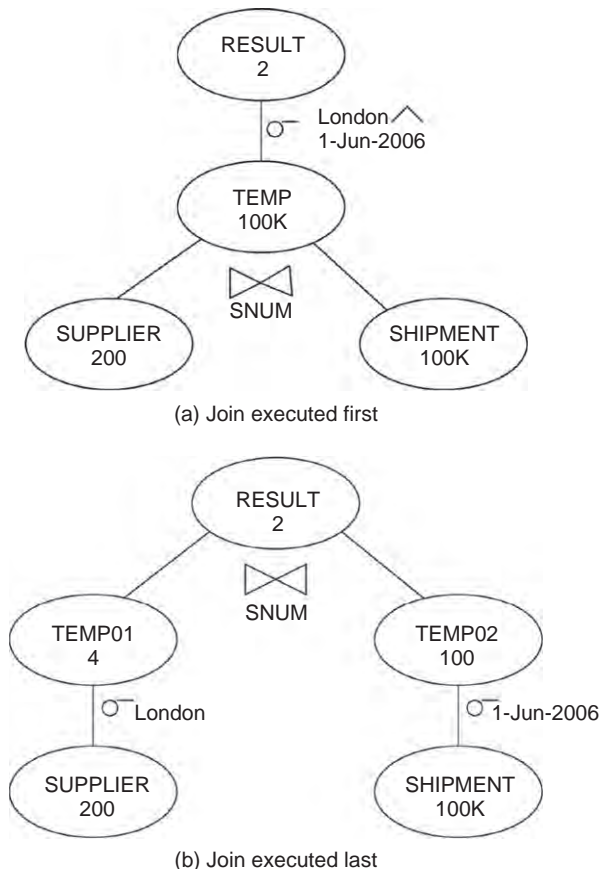 RESULT
2
London
1-Jun-2006
TEMP
100K
SNUM
SUPPLIER
200
SHIPMENT
100K
(a) Join executed first
RESULT
2
SNUM
TEMP01
4
TEMP02
100
London
1-Jun-2006
SUPPLIER
200
SHIPMENT
100K
(b) Join executed last